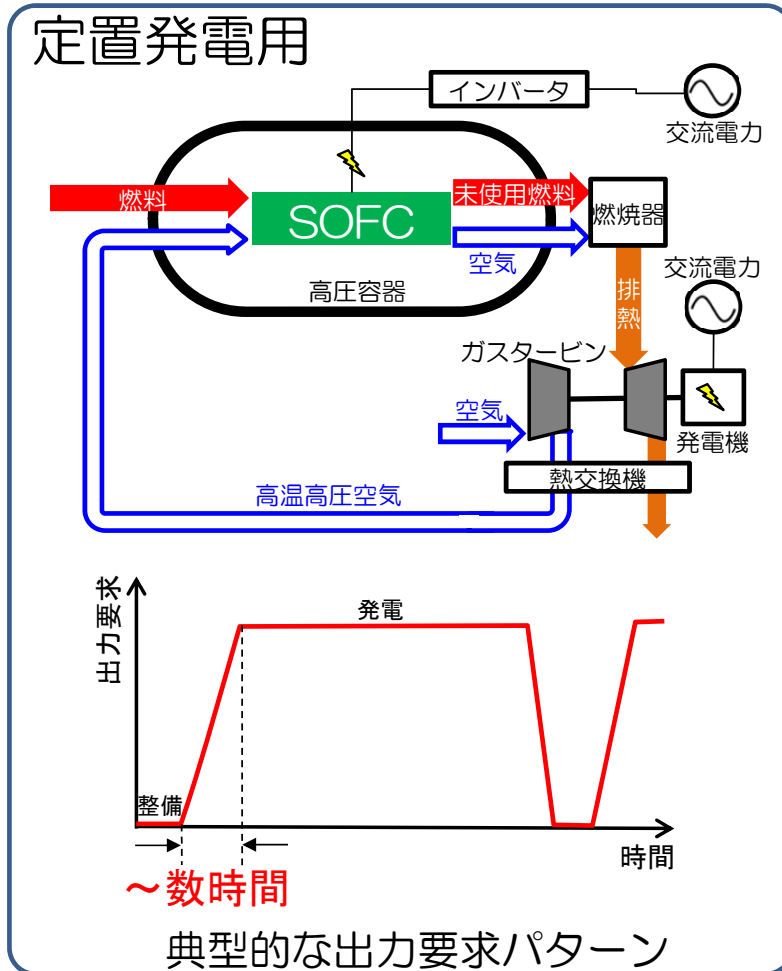 定置発電用
インバータ
交流電力
燃料
SOFC
未使用燃料
燃焼器
空気
高圧容器
排熱
交流電力
ガスタービン
空気
発電機
熱交換機
高温高圧空気
出力要求
発電
整備
時間
~数時間
典型的な出力要求パターン